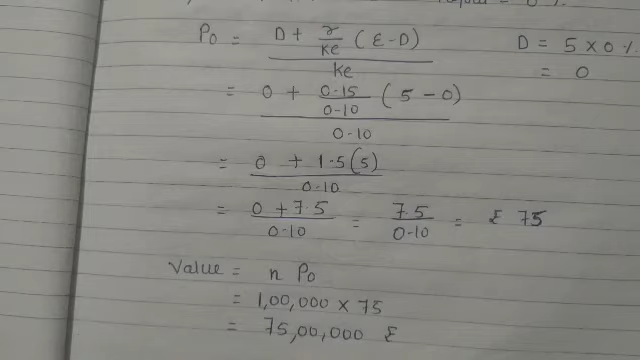 = 0 %
P₀ = (D + r/ke (E - D)) / ke D = 5 x 0 %
= (0 + 0.15/0.10 (5 - 0)) / 0.10 = 0
= (0 + 1.5(5)) / 0.10
= (0 + 7.5) / 0.10 = 7.5 / 0.10 = ₹ 75
Value = n P₀
= 1,00,000 x 75
= 75,00,000 ₹